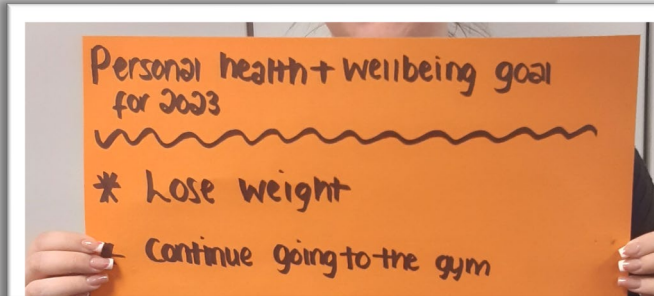 Personal health + wellbeing goal
for 2023
* Lose weight
* Continue going to the gym